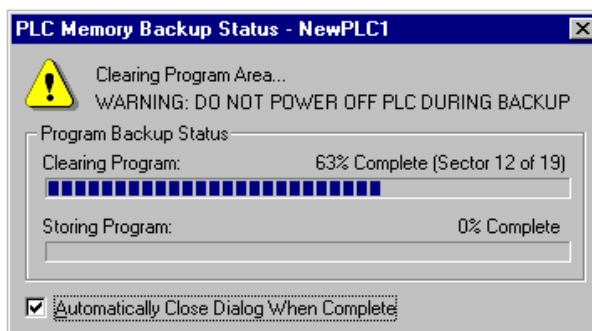 PLC Memory Backup Status - NewPLC1
Clearing Program Area...
WARNING: DO NOT POWER OFF PLC DURING BACKUP
Program Backup Status
Clearing Program: 63% Complete (Sector 12 of 19)
Storing Program: 0% Complete
Automatically Close Dialog When Complete